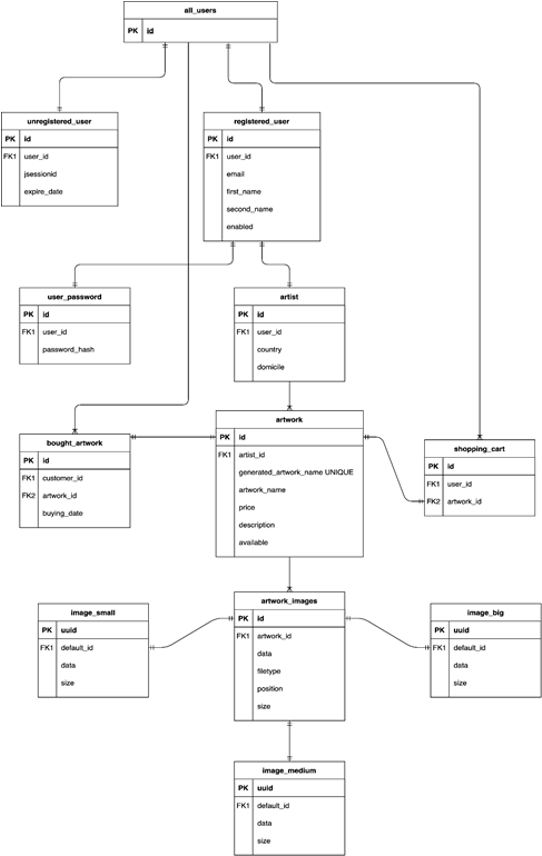 all_users
PK id
unregistered_user
PK id
FK1 user_id
jsessionid
expire_date
registered_user
PK id
FK1 user_id
email
first_name
second_name
enabled
user_password
PK id
FK1 user_id
password_hash
artist
PK id
FK1 user_id
country
domicile
bought_artwork
PK id
FK1 customer_id
FK2 artwork_id
buying_date
artwork
PK id
FK1 artist_id
generated_artwork_name UNIQUE
artwork_name
price
description
available
shopping_cart
PK id
FK1 user_id
FK2 artwork_id
image_small
PK uuid
FK1 default_id
data
size
artwork_images
PK id
FK1 artwork_id
data
filetype
position
size
image_big
PK uuid
FK1 default_id
data
size
image_medium
PK uuid
FK1 default_id
data
size